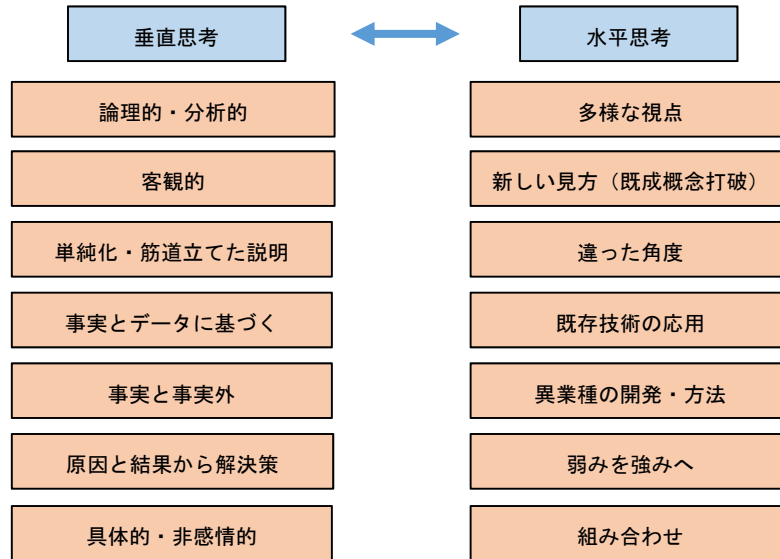 垂直思考
水平思考
論理的・分析的
多様な視点
客観的
新しい見方（既成概念打破）
単純化・筋道立てた説明
違った角度
事実とデータに基づく
既存技術の応用
事実と事実外
異業種の開発・方法
原因と結果から解決策
弱みを強みへ
具体的・非感情的
組み合わせ